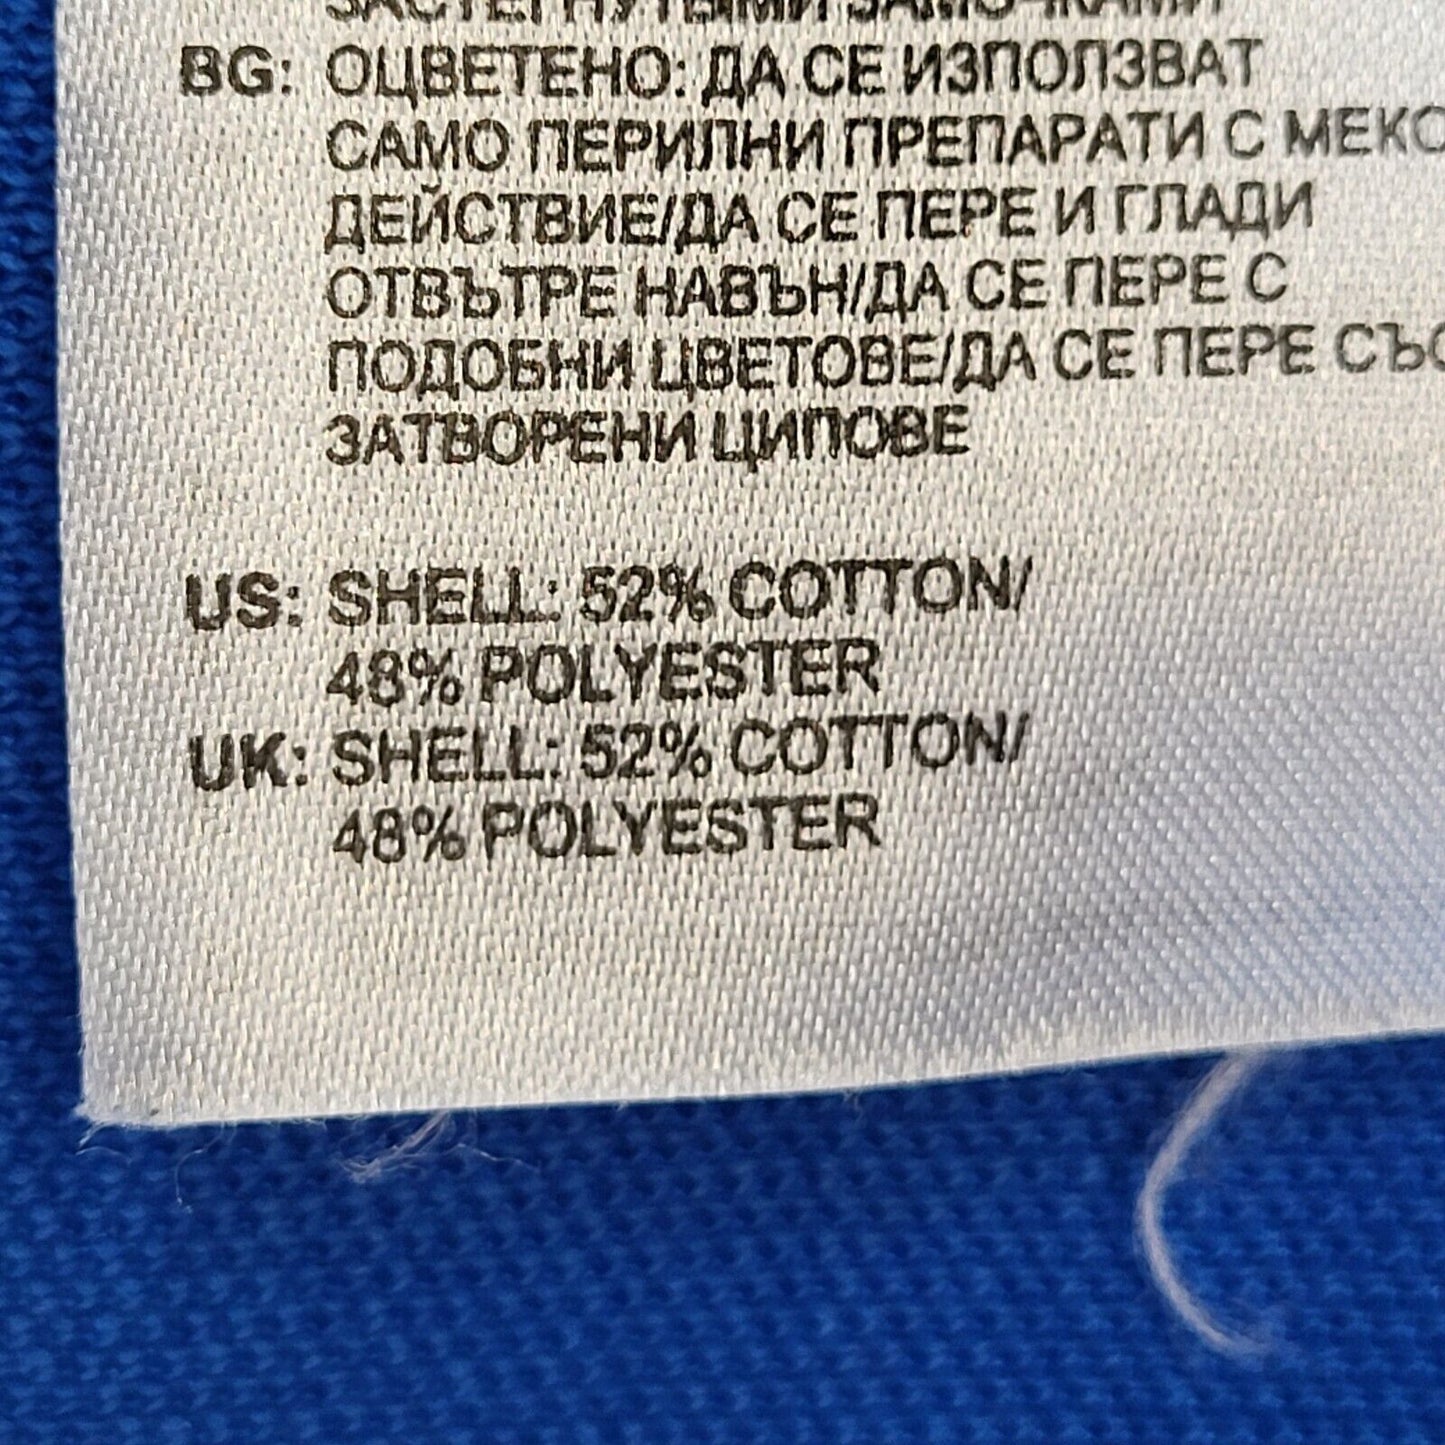 ЗАСТЕГНУТЫМИ ЗАМОЧКАМИ
BG: ОЦВЕТЕНО: ДА СЕ ИЗПОЛЗВАТ
САМО ПЕРИЛНИ ПРЕПАРАТИ С МЕКО
ДЕЙСТВИЕ/ДА СЕ ПЕРЕ И ГЛАДИ
ОТВЪТРЕ НАВЪН/ДА СЕ ПЕРЕ С
ПОДОБНИ ЦВЕТОВЕ/ДА СЕ ПЕРЕ СЪС
ЗАТВОРЕНИ ЦИПОВЕ
US: SHELL: 52% COTTON/
48% POLYESTER
UK: SHELL: 52% COTTON/
48% POLYESTER